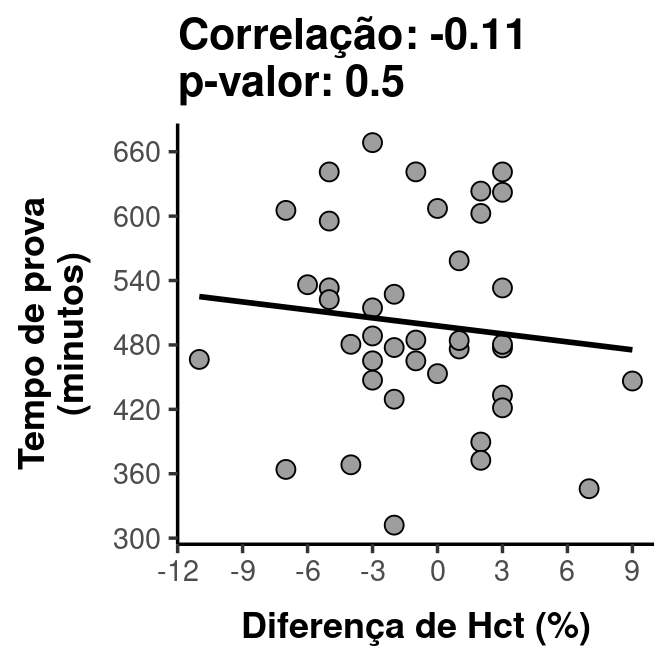 Correlação: -0.11
p-valor: 0.5
660
600
540
480
420
360
300
-12 -9 -6 -3 0 3 6 9
Tempo de prova
(minutos)
Diferença de Hct (%)